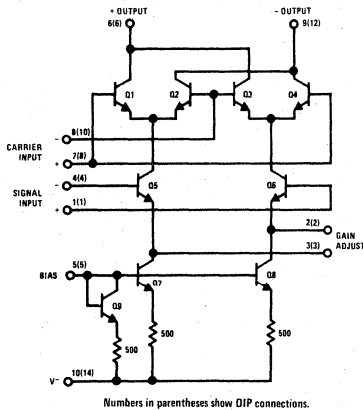 + OUTPUT
6(6)
- OUTPUT
9(12)
Q1
Q2
Q3
Q4
CARRIER
INPUT
- 8(10)
+ 7(8)
SIGNAL
INPUT
- 4(4)
+ 1(1)
Q5
Q6
2(2)
3(3)
GAIN
ADJUST
BIAS
5(5)
Q7
Q8
Q9
500
500
500
V- 10(14)
Numbers in parentheses show DIP connections.